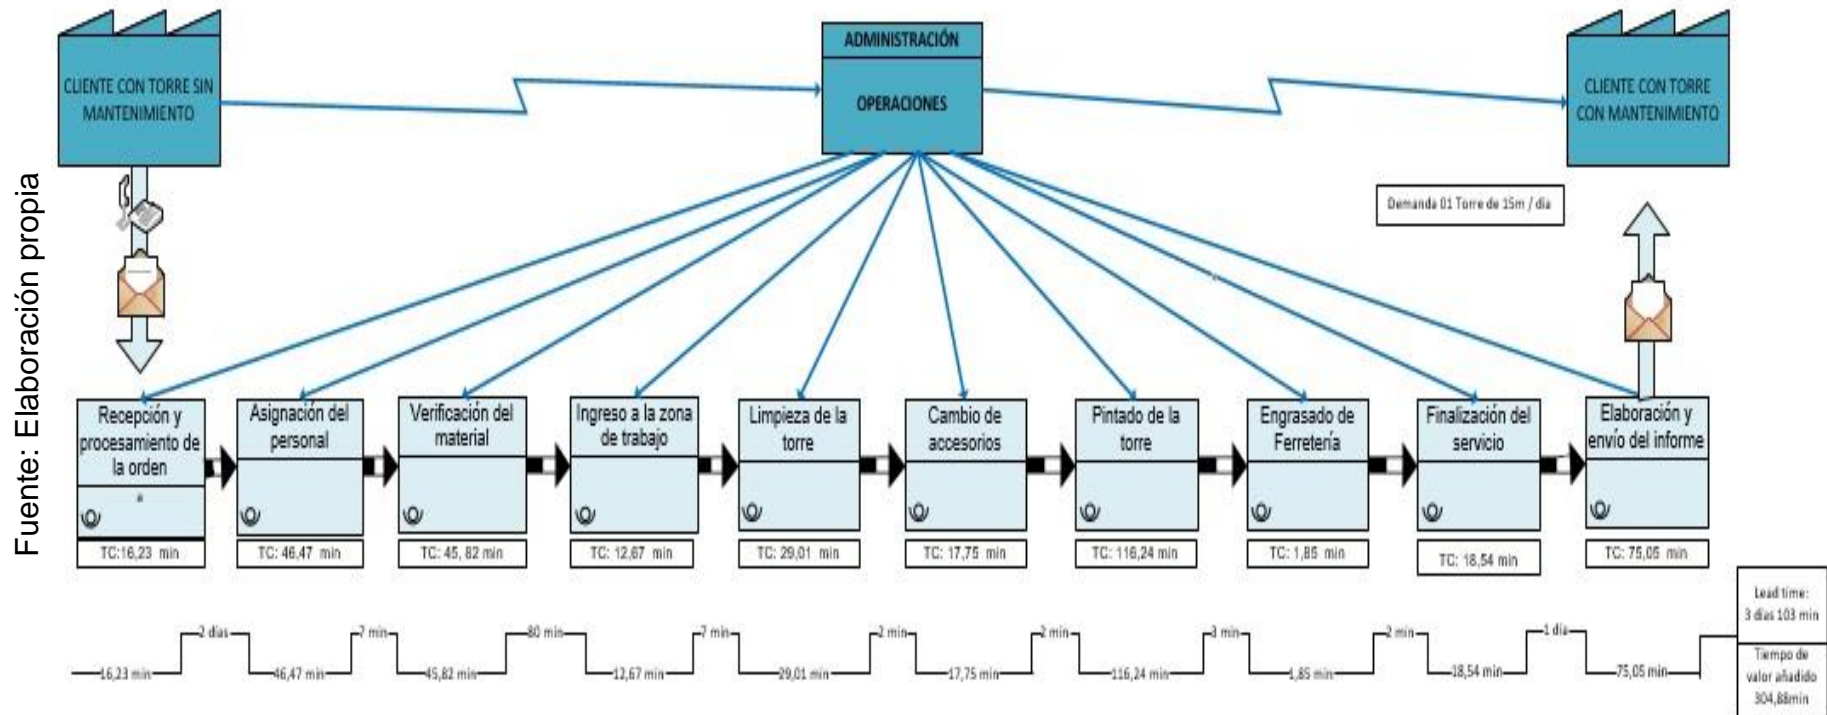 CLIENTE CON TORRE SIN
MANTENIMIENTO
ADMINISTRACIÓN
OPERACIONES
CLIENTE CON TORRE
CON MANTENIMIENTO
Demanda 01 Torre de 15m / dia
Fuente: Elaboración propia
Recepción y
procesamiento de
la orden
TC:16,23 min
Asignación del
personal
TC: 46,47 min
Verificación del
material
TC: 45, 82 min
Ingreso a la zona
de trabajo
TC: 12,67 min
Limpieza de la
torre
TC: 29,01 min
Cambio de
accesorios
TC: 17,75 min
Pintado de la
torre
TC: 116,24 min
Engrasado de
Ferretería
TC: 1,85 min
Finalización del
servicio
TC: 18,54 min
Elaboración y
envío del informe
TC: 75,05 min
2 días
7 min
80 min
7 min
2 min
2 min
3 min
2 min
1 día
16,23 min
46,47 min
45,82 min
12,67 min
29,01 min
17,75 min
116,24 min
1,85 min
18,54 min
75,05 min
Lead time:
3 días 103 min
Tiempo de
valor añadido
304,88min